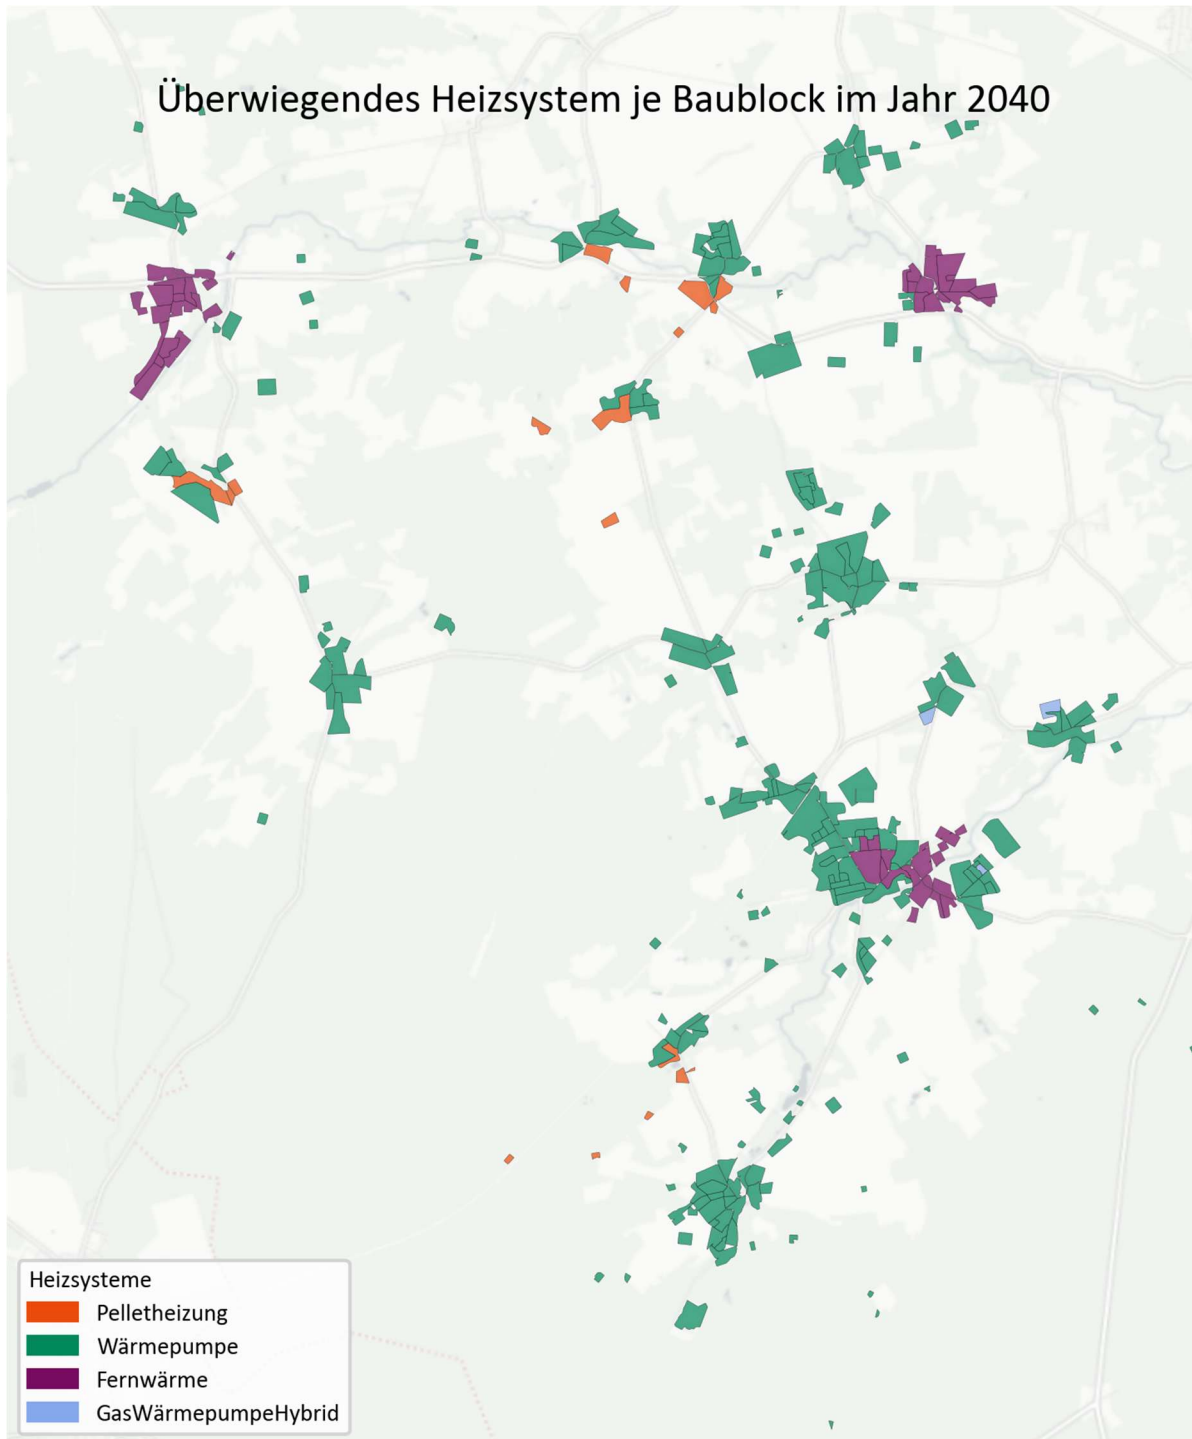 Überwiegendes Heizsystem je Baublock im Jahr 2040
Heizsysteme
Pelletheizung
Wärmepumpe
Fernwärme
GasWärmepumpeHybrid